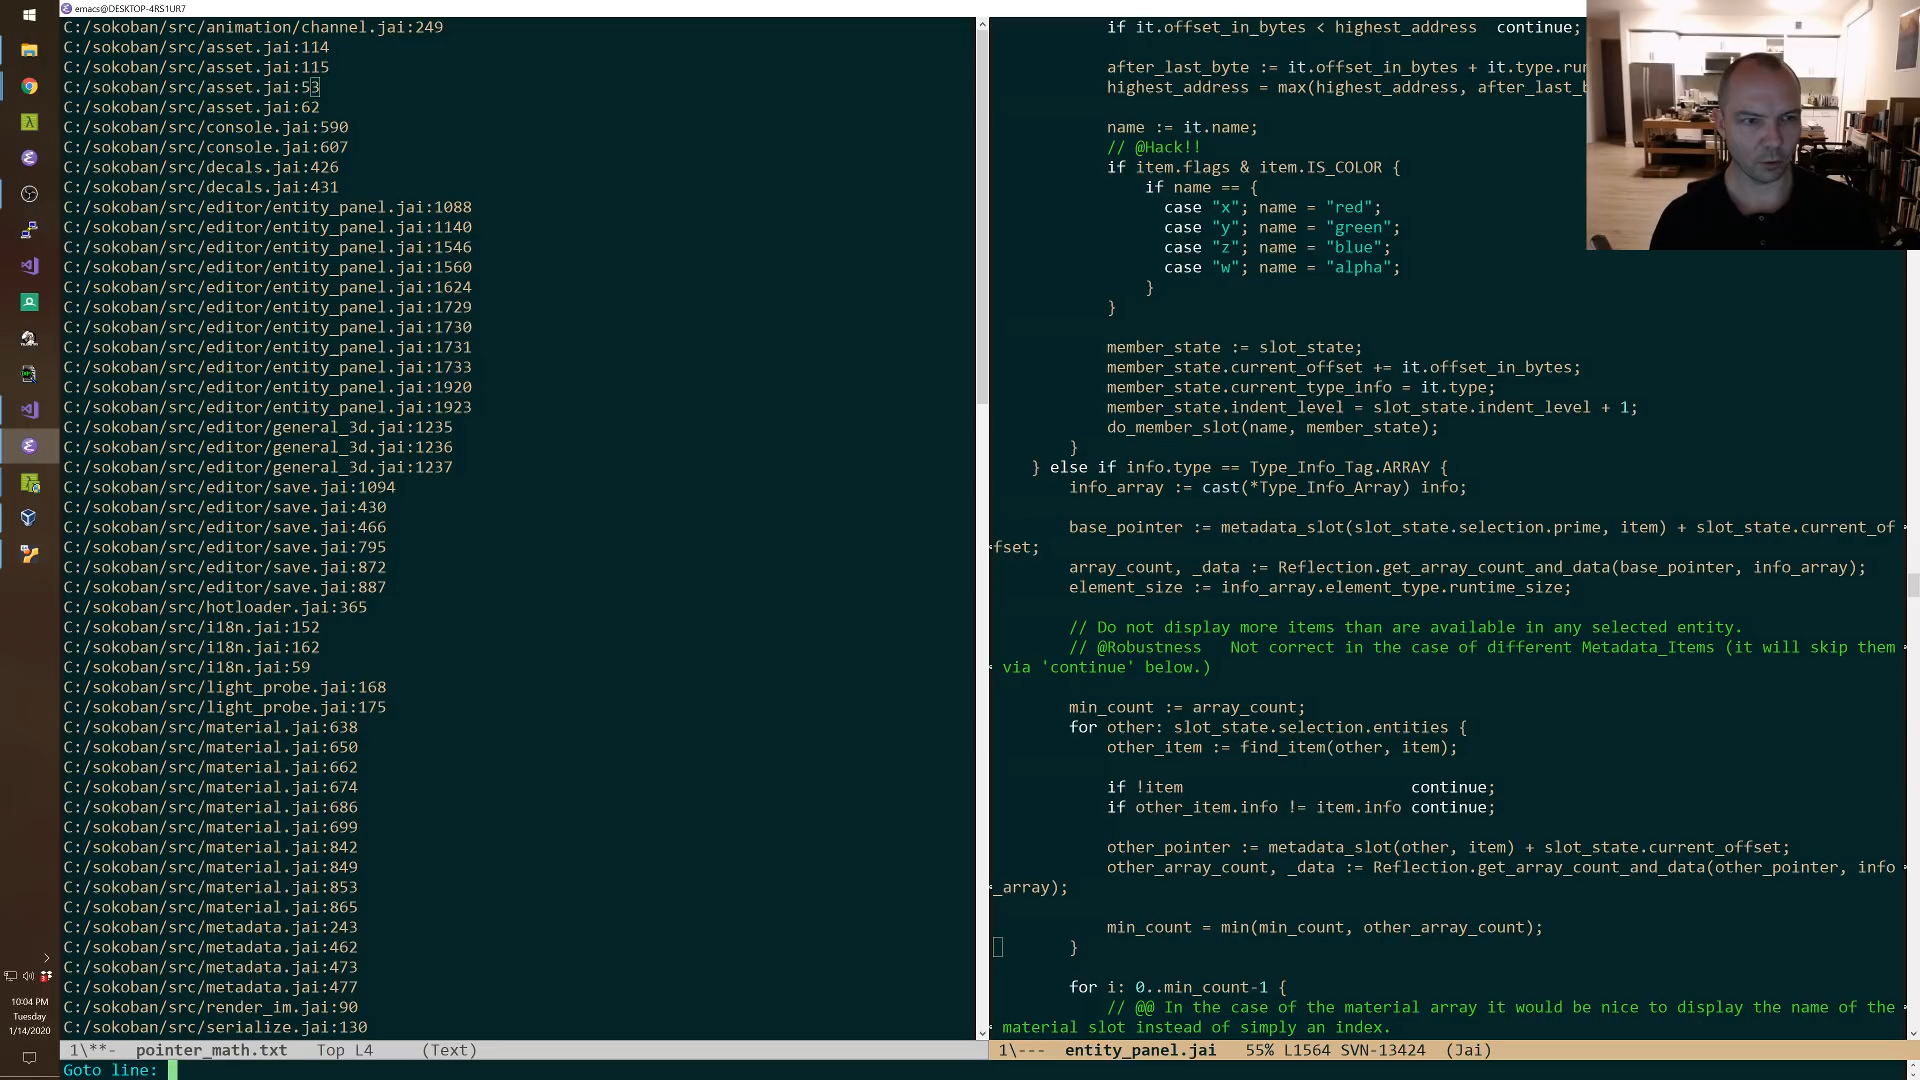 emacs@DESKTOP-4RS1UR7
C:/sokoban/src/animation/channel.jai:249
C:/sokoban/src/asset.jai:114
C:/sokoban/src/asset.jai:115
C:/sokoban/src/asset.jai:53
C:/sokoban/src/asset.jai:62
C:/sokoban/src/console.jai:590
C:/sokoban/src/console.jai:607
C:/sokoban/src/decals.jai:426
C:/sokoban/src/decals.jai:431
C:/sokoban/src/editor/entity_panel.jai:1088
C:/sokoban/src/editor/entity_panel.jai:1140
C:/sokoban/src/editor/entity_panel.jai:1546
C:/sokoban/src/editor/entity_panel.jai:1560
C:/sokoban/src/editor/entity_panel.jai:1624
C:/sokoban/src/editor/entity_panel.jai:1729
C:/sokoban/src/editor/entity_panel.jai:1730
C:/sokoban/src/editor/entity_panel.jai:1731
C:/sokoban/src/editor/entity_panel.jai:1733
C:/sokoban/src/editor/entity_panel.jai:1920
C:/sokoban/src/editor/entity_panel.jai:1923
C:/sokoban/src/editor/general_3d.jai:1235
C:/sokoban/src/editor/general_3d.jai:1236
C:/sokoban/src/editor/general_3d.jai:1237
C:/sokoban/src/editor/save.jai:1094
C:/sokoban/src/editor/save.jai:430
C:/sokoban/src/editor/save.jai:466
C:/sokoban/src/editor/save.jai:795
C:/sokoban/src/editor/save.jai:872
C:/sokoban/src/editor/save.jai:887
C:/sokoban/src/hotloader.jai:365
C:/sokoban/src/i18n.jai:152
C:/sokoban/src/i18n.jai:162
C:/sokoban/src/i18n.jai:59
C:/sokoban/src/light_probe.jai:168
C:/sokoban/src/light_probe.jai:175
C:/sokoban/src/material.jai:638
C:/sokoban/src/material.jai:650
C:/sokoban/src/material.jai:662
C:/sokoban/src/material.jai:674
C:/sokoban/src/material.jai:686
C:/sokoban/src/material.jai:699
C:/sokoban/src/material.jai:842
C:/sokoban/src/material.jai:849
C:/sokoban/src/material.jai:853
C:/sokoban/src/material.jai:865
C:/sokoban/src/metadata.jai:243
C:/sokoban/src/metadata.jai:462
C:/sokoban/src/metadata.jai:473
C:/sokoban/src/metadata.jai:477
C:/sokoban/src/render_im.jai:90
C:/sokoban/src/serialize.jai:130
1\**- pointer_math.txt Top L4 (Text)
Goto line:
if it.offset_in_bytes < highest_address continue;
after_last_byte := it.offset_in_bytes + it.type.ru
highest_address = max(highest_address, after_last_
name := it.name;
// @Hack!!
if item.flags & item.IS_COLOR {
if name == {
case "x"; name = "red";
case "y"; name = "green";
case "z"; name = "blue";
case "w"; name = "alpha";
}
}
member_state := slot_state;
member_state.current_offset += it.offset_in_bytes;
member_state.current_type_info = it.type;
member_state.indent_level = slot_state.indent_level + 1;
do_member_slot(name, member_state);
}
} else if info.type == Type_Info_Tag.ARRAY {
info_array := cast(*Type_Info_Array) info;
base_pointer := metadata_slot(slot_state.selection.prime, item) + slot_state.current_of
fset;
array_count, _data := Reflection.get_array_count_and_data(base_pointer, info_array);
element_size := info_array.element_type.runtime_size;
// Do not display more items than are available in any selected entity.
// @Robustness Not correct in the case of different Metadata_Items (it will skip them
via 'continue' below.)
min_count := array_count;
for other: slot_state.selection.entities {
other_item := find_item(other, item);
if !item continue;
if other_item.info != item.info continue;
other_pointer := metadata_slot(other, item) + slot_state.current_offset;
other_array_count, _data := Reflection.get_array_count_and_data(other_pointer, info
_array);
min_count = min(min_count, other_array_count);
}
for i: 0..min_count-1 {
// @@ In the case of the material array it would be nice to display the name of the
material slot instead of simply an index.
1\--- entity_panel.jai 55% L1564 SVN-13424 (Jai)
10:04 PM
Tuesday
1/14/2020